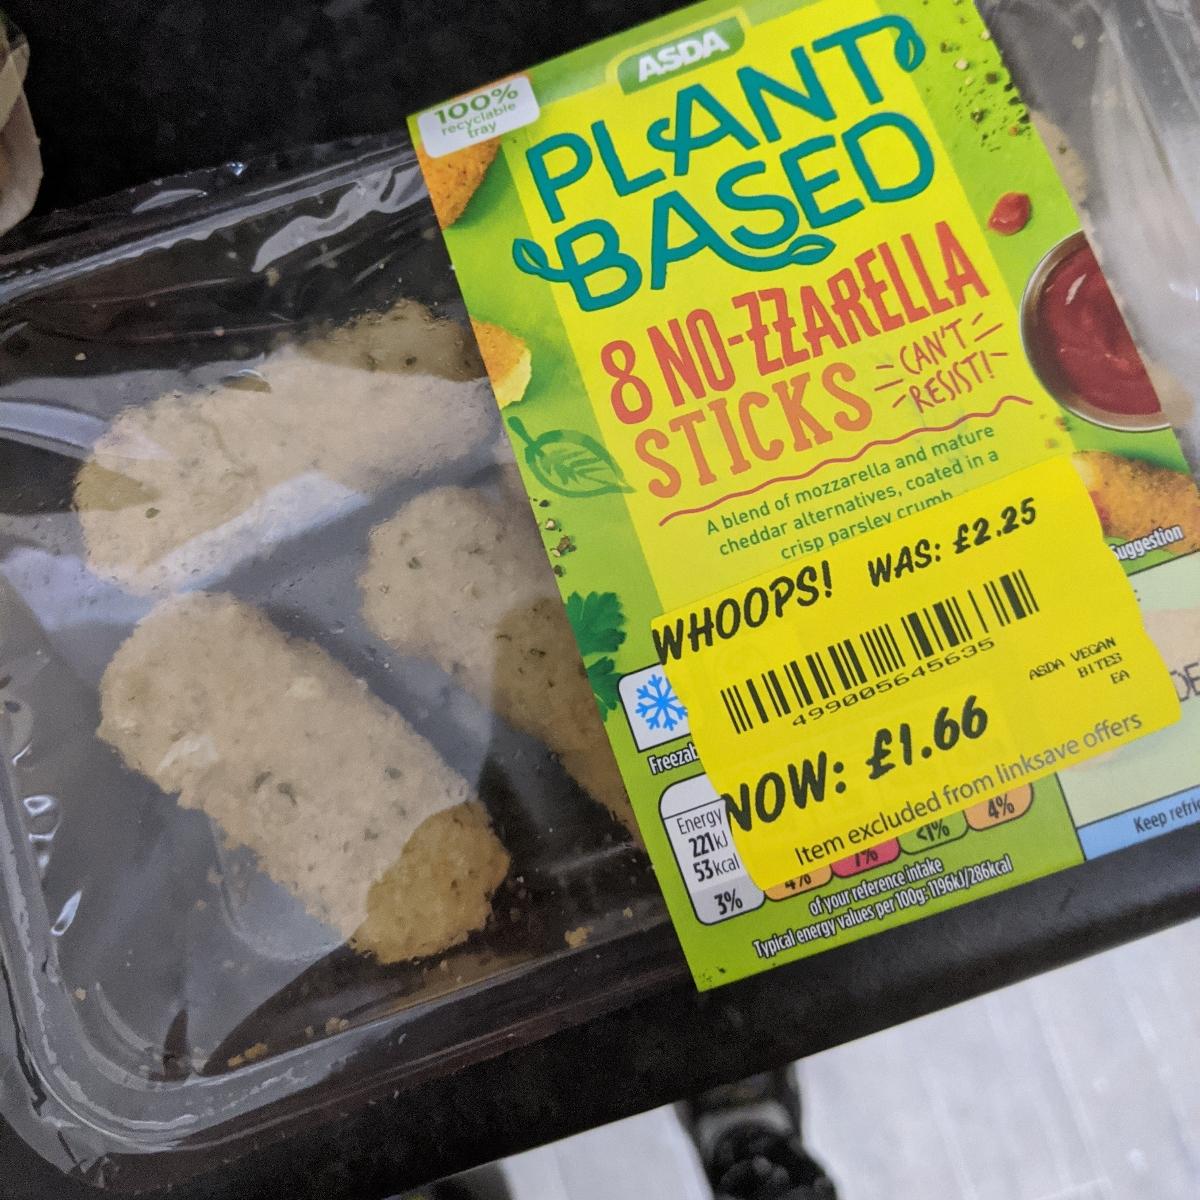 ASDA
100%
recyclable
tray
PLANT
BASED
8 NO-ZZARELLA
STICKS
CAN'T
RESIST!
A blend of mozzarella and mature
cheddar alternatives, coated in a
crisp parsley crumb
WHOOPS! WAS: £2.25
499005645635
ASDA VEGAN
BITES
EA
NOW: £1.66
Item excluded from linksave offers
Suggestion
Energy
221kJ
53kcal
3%
4%
7%
<1%
4%
of your reference intake
Typical energy values per 100g: 1196kJ/286kcal